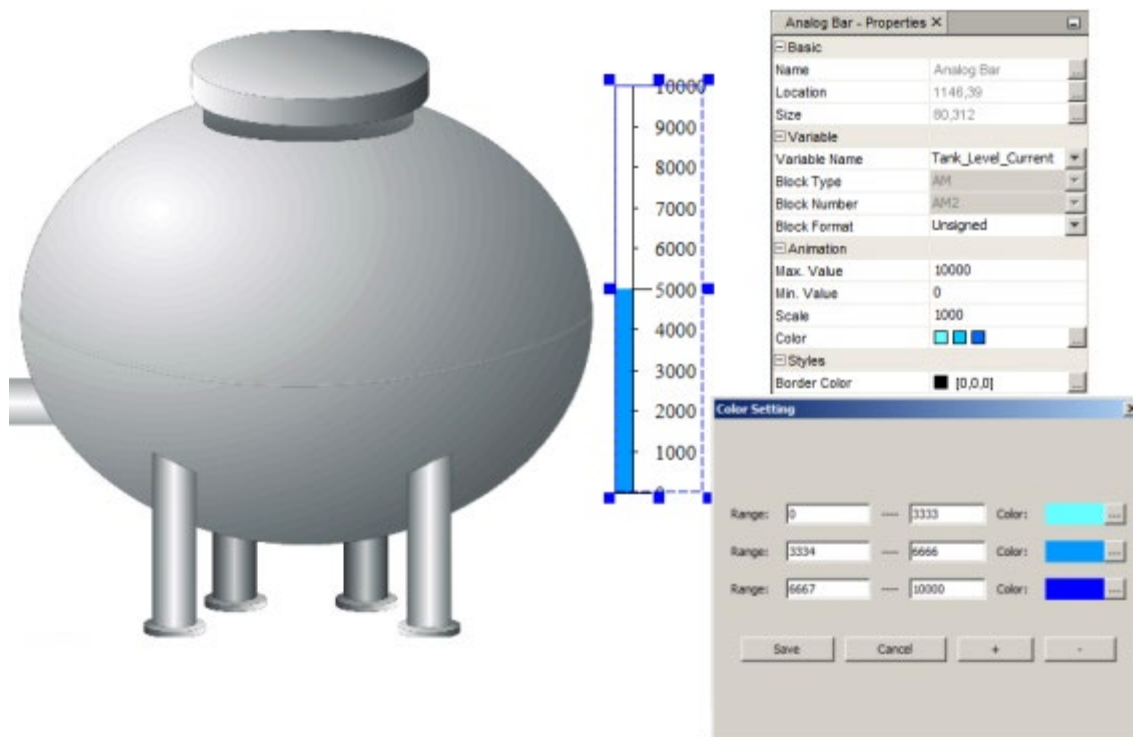 10000
9000
8000
7000
6000
5000
4000
3000
2000
1000
0
Analog Bar - Properties
Basic
Name Analog Bar ...
Location 1146,39 ...
Size 80,312 ...
Variable
Variable Name Tank_Level_Current
Block Type AM
Block Number AM2
Block Format Unsigned
Animation
Max. Value 10000
Min. Value 0
Scale 1000
Color ...
Styles
Border Color [0,0,0] ...
Color Setting
Range: 0 ---- 3333 Color: ...
Range: 3334 ---- 6666 Color: ...
Range: 6667 ---- 10000 Color: ...
Save Cancel + -